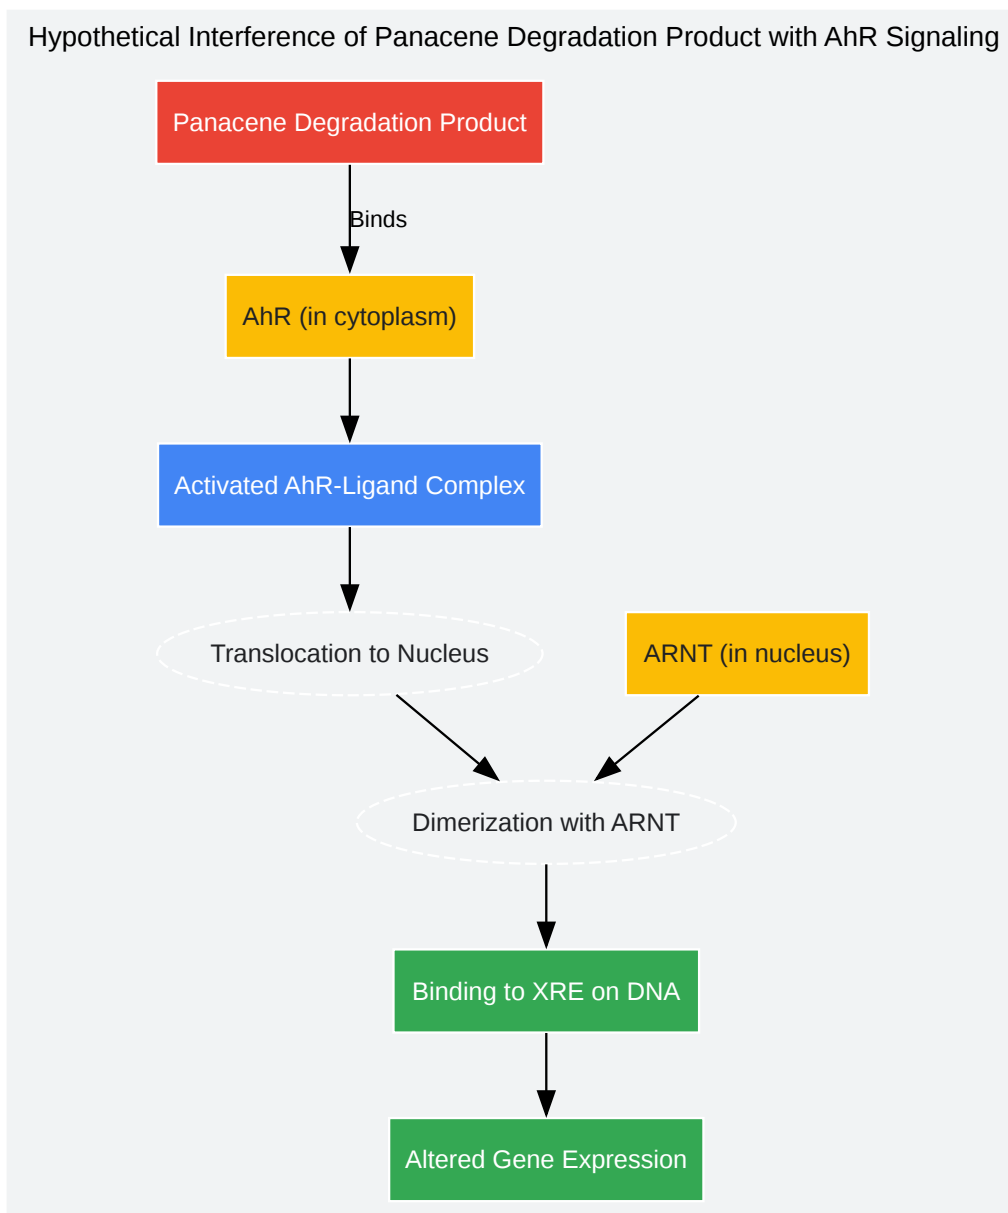 Hypothetical Interference of Panacene Degradation Product with AhR Signaling
Panacene Degradation Product
Binds
AhR (in cytoplasm)
Activated AhR-Ligand Complex
Translocation to Nucleus
ARNT (in nucleus)
Dimerization with ARNT
Binding to XRE on DNA
Altered Gene Expression